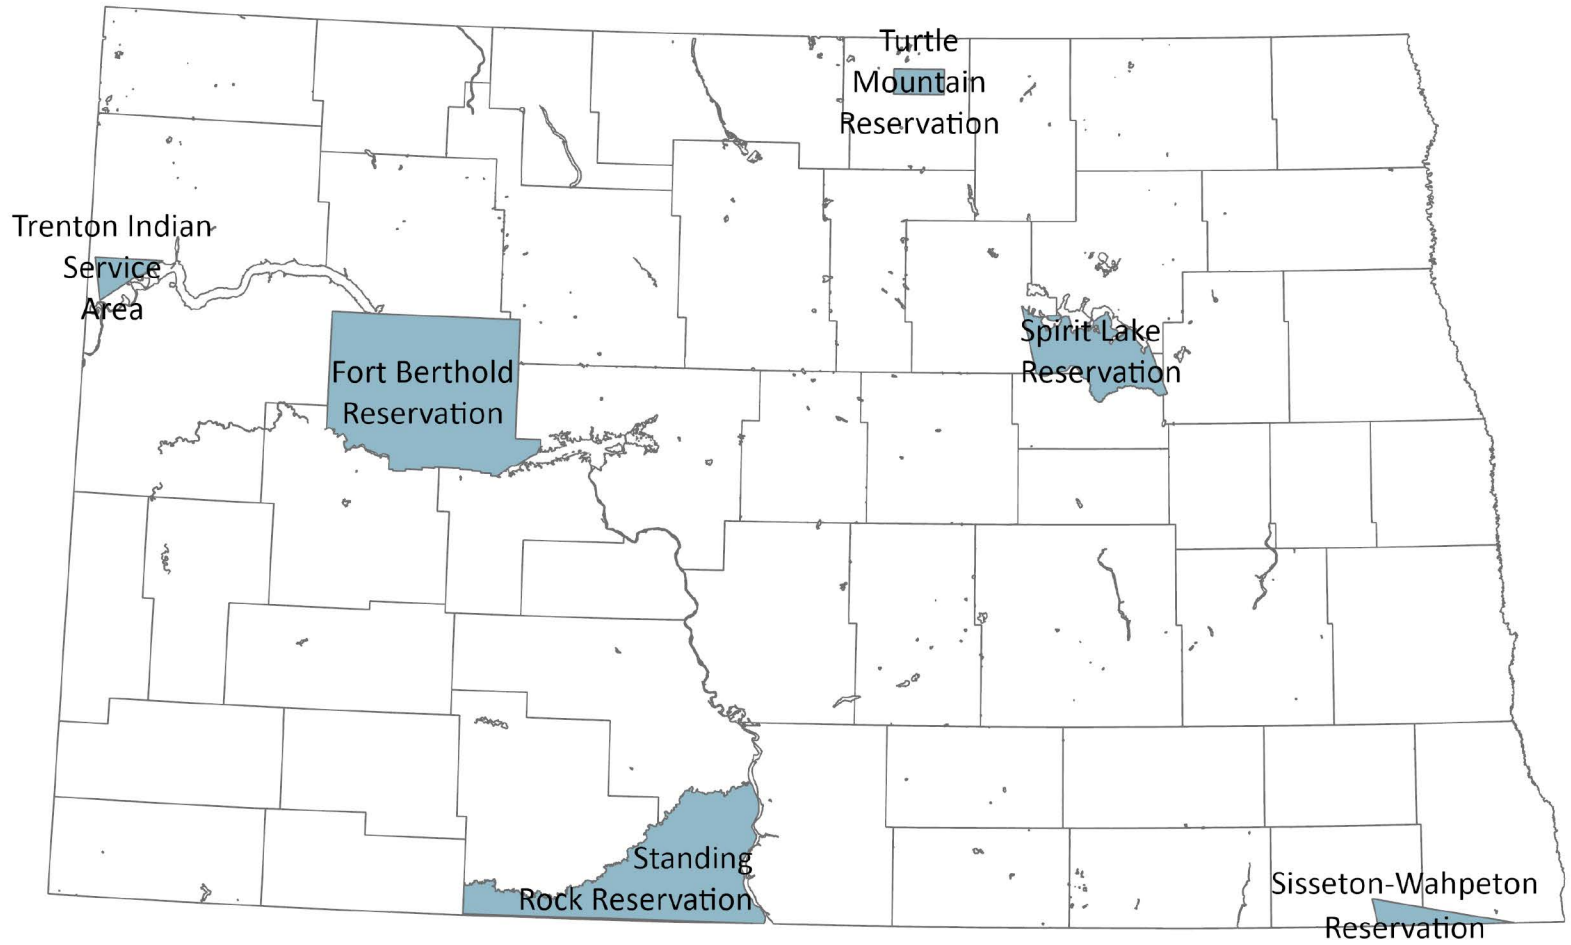 Turtle
Mountain
Reservation
Trenton Indian
Service
Area
Spirit Lake
Reservation
Fort Berthold
Reservation
Standing
Rock Reservation
Sisseton-Wahpeton
Reservation